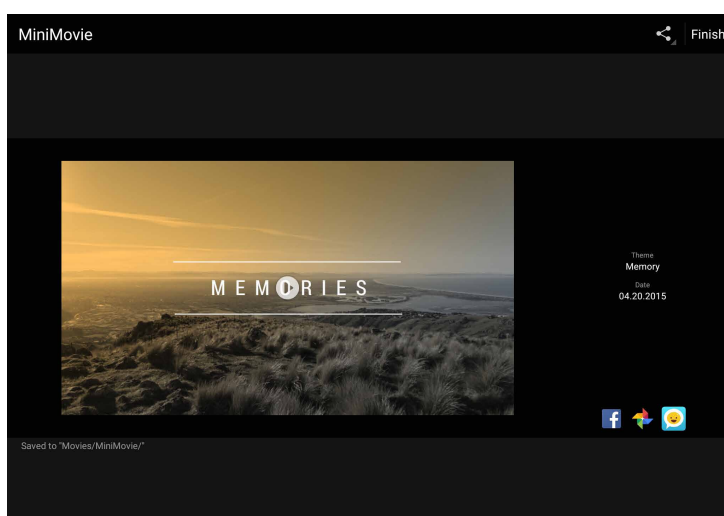 MiniMovie
Finish
MEMORIES
Theme
Memory
Date
04.20.2015
Saved to "Movies/MiniMovie/"